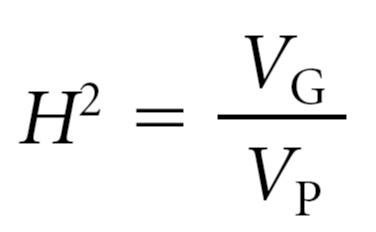 H² = V_G / V_P